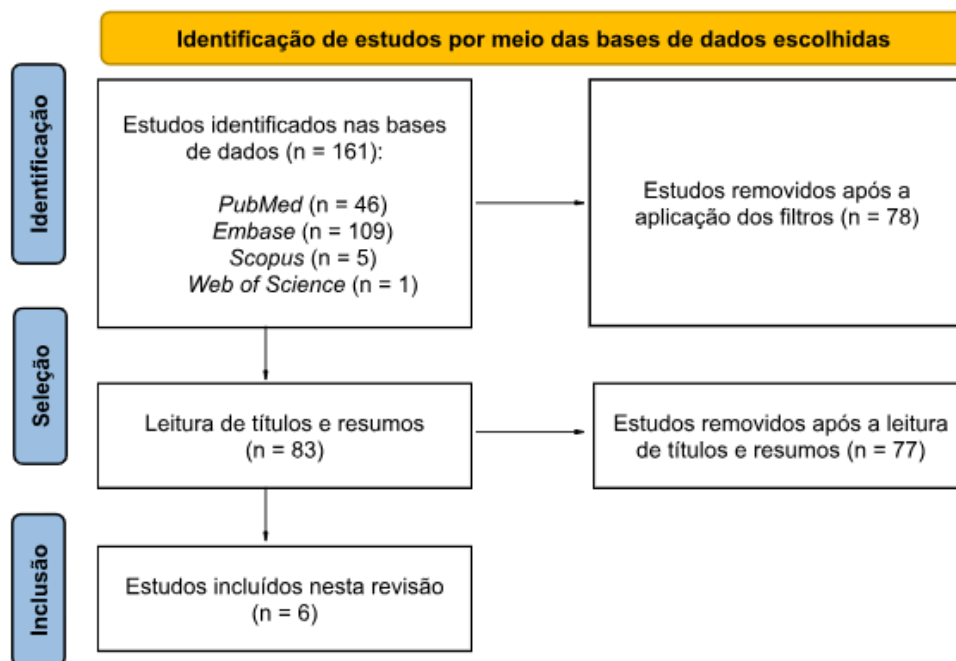 Identificação de estudos por meio das bases de dados escolhidas
Identificação
Estudos identificados nas bases
de dados (n = 161):
PubMed (n = 46)
Embase (n = 109)
Scopus (n = 5)
Web of Science (n = 1)
Estudos removidos após a
aplicação dos filtros (n = 78)
Seleção
Leitura de títulos e resumos
(n = 83)
Estudos removidos após a leitura
de títulos e resumos (n = 77)
Inclusão
Estudos incluídos nesta revisão
(n = 6)